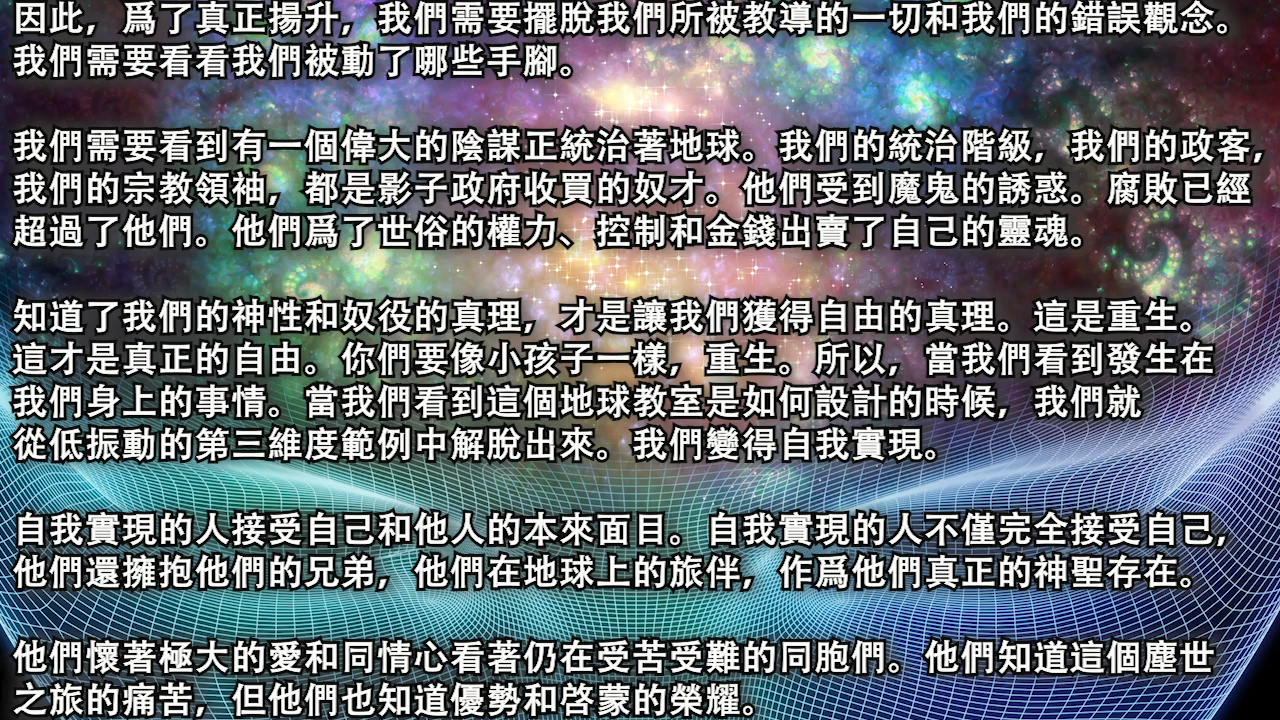 因此，爲了真正揚升，我們需要擺脫我們所被教導的一切和我們的錯誤觀念。
我們需要看看我們被動了哪些手腳。
我們需要看到有一個偉大的陰謀正統治著地球。我們的統治階級，我們的政客，
我們的宗教領袖，都是影子政府收買的奴才。他們受到魔鬼的誘惑。腐敗已經
超過了他們。他們爲了世俗的權力、控制和金錢出賣了自己的靈魂。
知道了我們的神性和奴役的真理，才是讓我們獲得自由的真理。這是重生。
這才是真正的自由。你們要像小孩子一樣，重生。所以，當我們看到發生在
我們身上的事情。當我們看到這個地球教室是如何設計的時候，我們就
從低振動的第三維度範例中解脫出來。我們變得自我實現。
自我實現的人接受自己和他人的本來面目。自我實現的人不僅完全接受自己，
他們還擁抱他們的兄弟，他們在地球上的旅伴，作爲他們真正的神聖存在。
他們懷著極大的愛和同情心看著仍在受苦受難的同胞們。他們知道這個塵世
之旅的痛苦，但他們也知道優勢和啓蒙的榮耀。